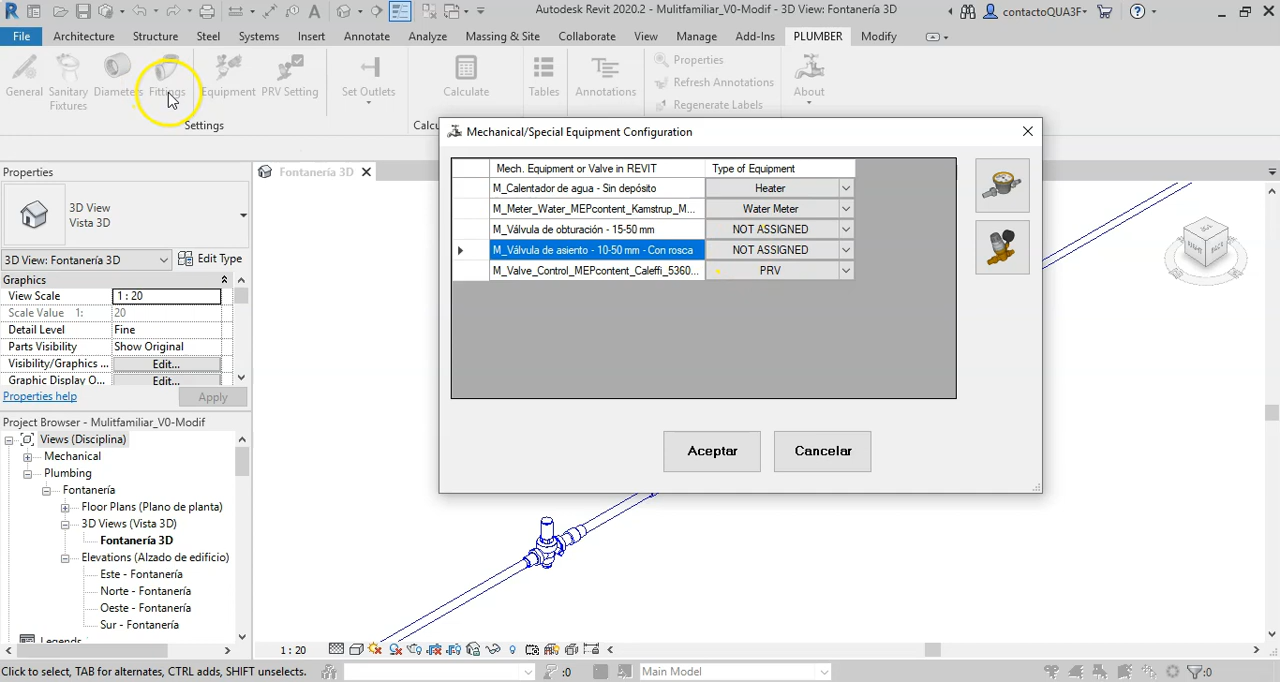 Autodesk Revit 2020.2 - Mulitfamiliar_V0-Modif - 3D View: Fontanería 3D
contactoQUA3F
File Architecture Structure Steel Systems Insert Annotate Analyze Massing & Site Collaborate View Manage Add-Ins PLUMBER Modify
General Sanitary Fixtures Diameters Fittings Equipment PRV Setting Set Outlets Calculate Tables Annotations Properties About
Redefine Annotations
Regenerate Labels
Settings
Mechanical/Special Equipment Configuration
Mech. Equipment or Valve in REVIT Type of Equipment
M_Calentador de agua - Sin depósito Heater
M_Meter_Water_MEPcontent_Kamstrup_M... Water Meter
M_Válvula de obturación - 15-50 mm NOT ASSIGNED
M_Válvula de asiento - 10-50 mm - Con rosca NOT ASSIGNED
M_Valve_Control_MEPcontent_Caleffi_5360... PRV
Aceptar Cancelar
Properties
Fontanería 3D
3D View
Vista 3D
3D View: Fontanería 3D Edit Type
Graphics
View Scale 1 : 20
Scale Value 1: 20
Detail Level Fine
Parts Visibility Show Original
Visibility/Graphics ... Edit...
Graphic Display O... Edit...
Properties help Apply
Project Browser - Mulitfamiliar_V0-Modif
Views (Disciplina)
Mechanical
Plumbing
Fontanería
Floor Plans (Plano de planta)
3D Views (Vista 3D)
Fontanería 3D
Elevations (Alzado de edificio)
Este - Fontanería
Norte - Fontanería
Oeste - Fontanería
Sur - Fontanería
Legends
1 : 20
Click to select, TAB for alternates, CTRL adds, SHIFT unselects.
:0
Main Model
:0